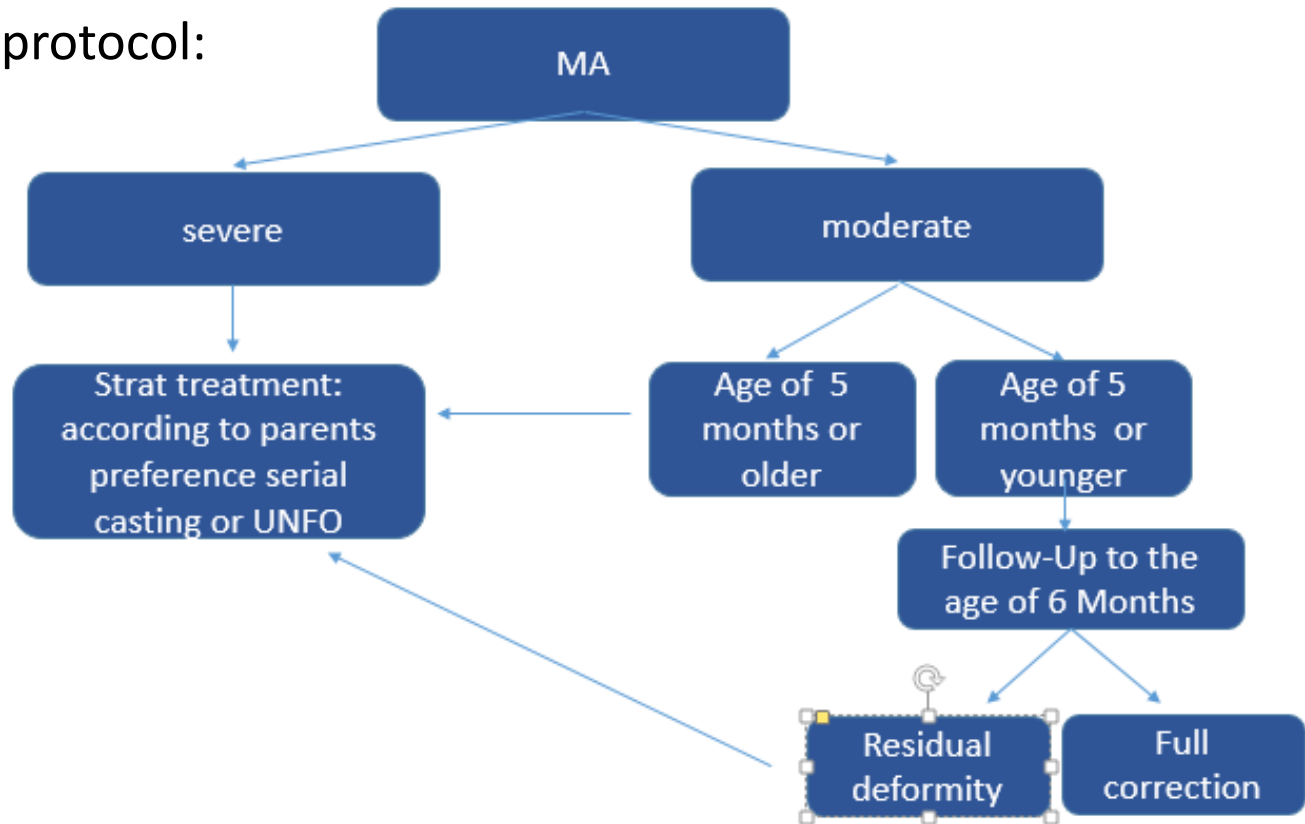 protocol:
MA
severe
moderate
Strat treatment:
according to parents
preference serial
casting or UNFO
Age of 5
months or
older
Age of 5
months or
younger
Follow-Up to the
age of 6 Months
Residual
deformity
Full
correction